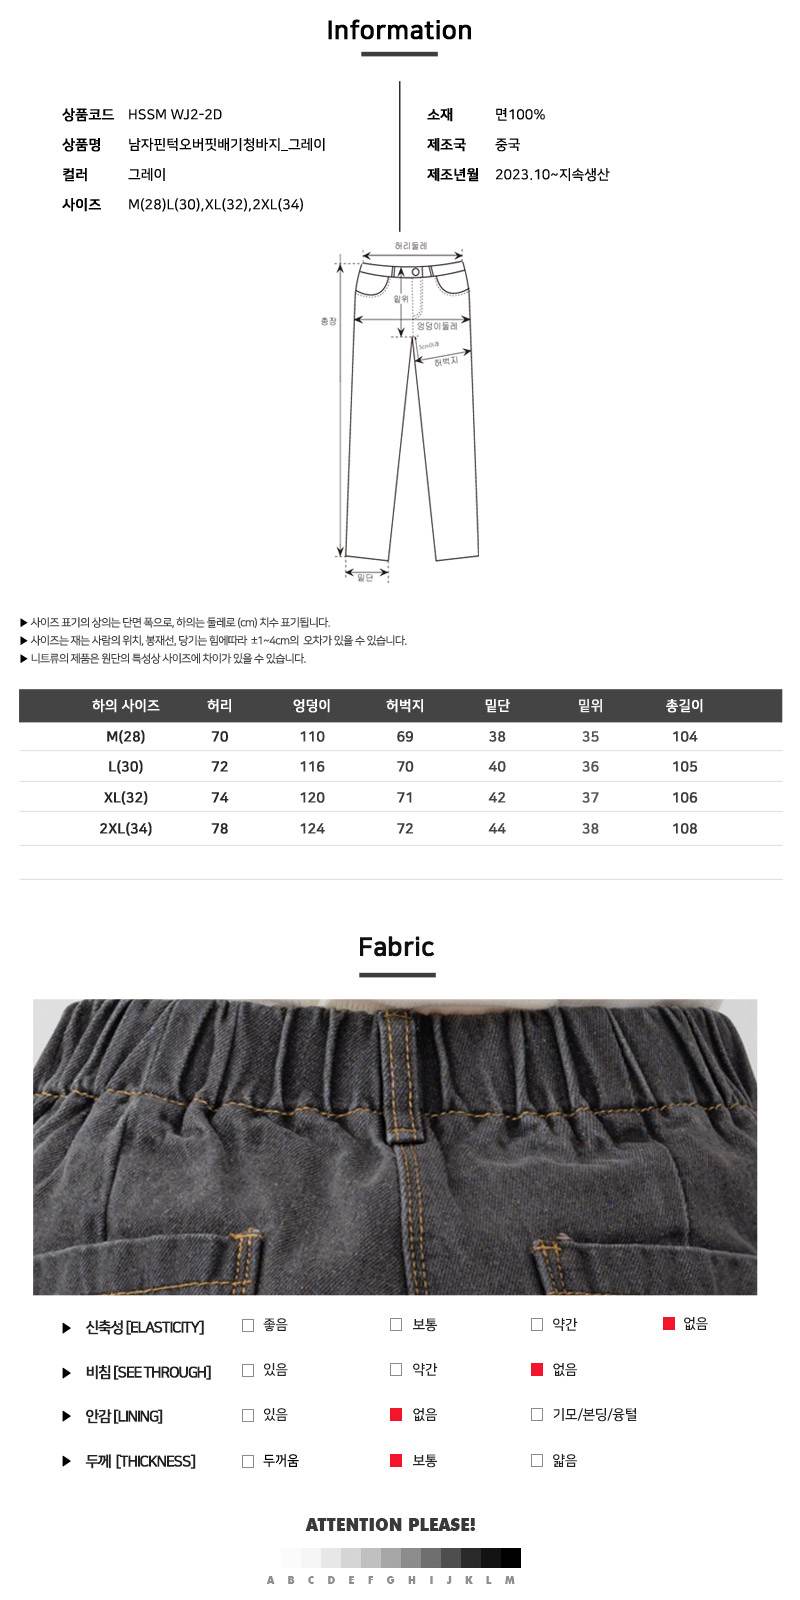 Information
상품코드 HSSM WJ2-2D
상품명 남자핀턱오버핏배기청바지_그레이
컬러 그레이
사이즈 M(28)L(30),XL(32),2XL(34)
소재 면100%
제조국 중국
제조년월 2023.10~지속생산
허리둘레
밑위
총장
엉덩이둘레
허벅지
밑단
▶ 사이즈 표기의 상의는 단면 폭으로, 하의는 둘레로 (cm) 치수 표기됩니다.
▶ 사이즈는 재는 사람의 위치, 봉재선, 당기는 힘에따라 ±1~4cm의 오차가 있을 수 있습니다.
▶ 니트류의 제품은 원단의 특성상 사이즈에 차이가 있을 수 있습니다.
하의 사이즈 허리 엉덩이 허벅지 밑단 밑위 총길이
M(28) 70 110 69 38 35 104
L(30) 72 116 70 40 36 105
XL(32) 74 120 71 42 37 106
2XL(34) 78 124 72 44 38 108
Fabric
▶ 신축성 [ELASTICITY] 좋음 보통 약간 없음
▶ 비침 [SEE THROUGH] 있음 약간 없음
▶ 안감 [LINING] 있음 없음 기모/본딩/융털
▶ 두께 [THICKNESS] 두꺼움 보통 얇음
ATTENTION PLEASE!
A B C D E F G H I J K L M